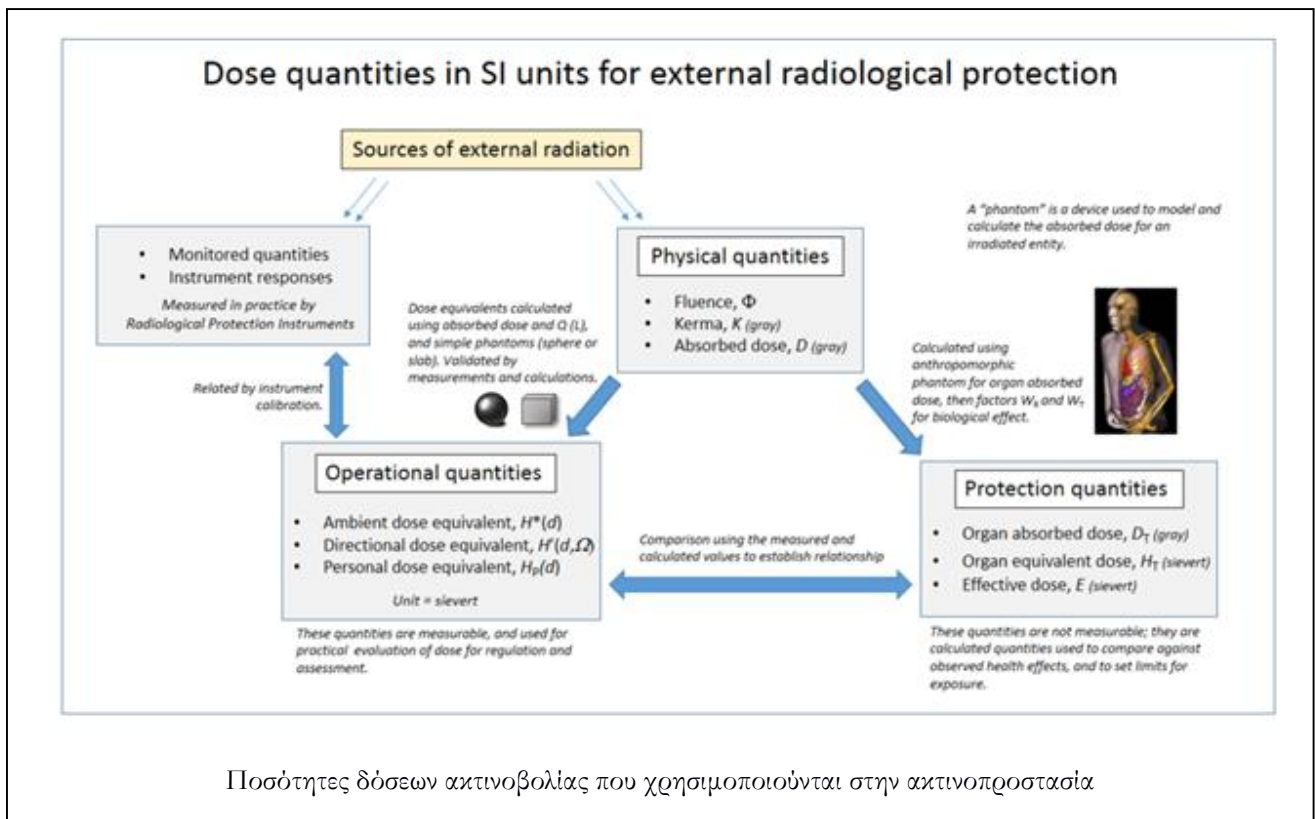 Dose quantities in SI units for external radiological protection
Sources of external radiation
• Monitored quantities
• Instrument responses
Measured in practice by
Radiological Protection Instruments
Physical quantities
• Fluence, Φ
• Kerma, K (gray)
• Absorbed dose, D (gray)
A "phantom" is a device used to model and
calculate the absorbed dose for an
irradiated entity.
Dose equivalents calculated
using absorbed dose and Q (L),
and simple phantoms (sphere or
slab). Validated by
measurements and calculations.
Calculated using
anthropomorphic
phantom for organ absorbed
dose, then factors WR and WT
for biological effect.
Related by instrument
calibration.
Operational quantities
• Ambient dose equivalent, H*(d)
• Directional dose equivalent, H'(d,Ω)
• Personal dose equivalent, HP(d)
Unit = sievert
These quantities are measurable, and used for
practical evaluation of dose for regulation and
assessment.
Comparison using the measured and
calculated values to establish relationship
Protection quantities
• Organ absorbed dose, DT (gray)
• Organ equivalent dose, HT (sievert)
• Effective dose, E (sievert)
These quantities are not measurable; they are
calculated quantities used to compare against
observed health effects, and to set limits for
exposure.
Ποσότητες δόσεων ακτινοβολίας που χρησιμοποιούνται στην ακτινοπροστασία